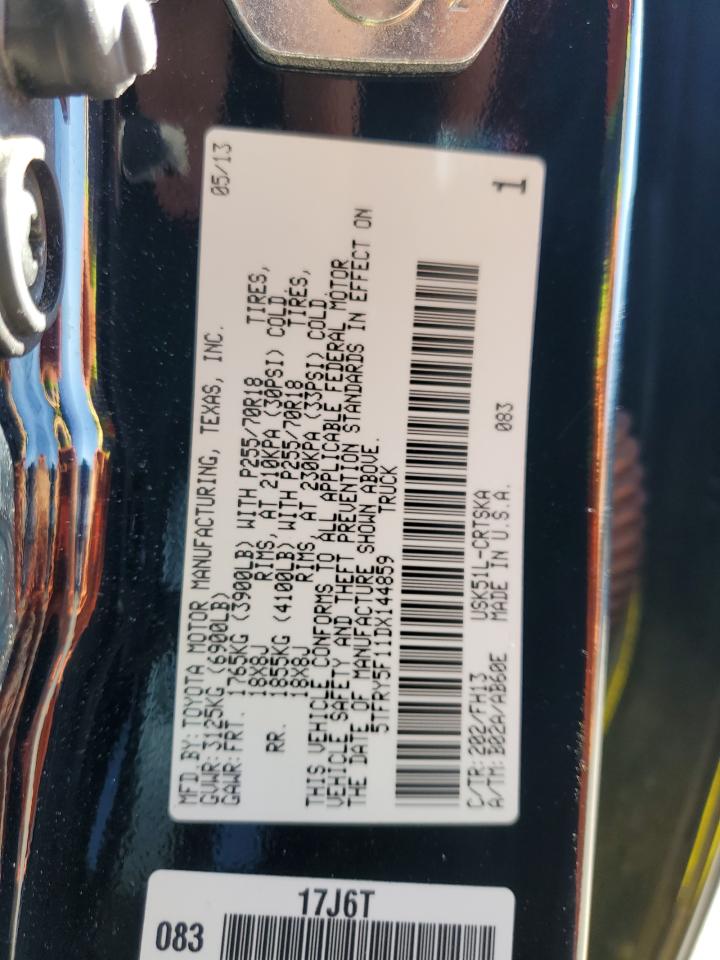 05/13
MFD.BY:TOYOTA MOTOR MANUFACTURING, TEXAS, INC.
GVWR:3125KG (6900LB)
GAWR:FRT. 1765KG (3900LB) WITH P255/70R18 TIRES,
18X8J RIMS, AT 210KPA (30PSI) COLD.
RR. 1855KG (4100LB) WITH P255/70R18 TIRES,
18X8J RIMS, AT 230KPA (33PSI) COLD.
THIS VEHICLE CONFORMS TO ALL APPLICABLE FEDERAL MOTOR
VEHICLE SAFETY AND THEFT PREVENTION STANDARDS IN EFFECT ON
THE DATE OF MANUFACTURE SHOWN ABOVE.
5TFRY5F11DX144859 TRUCK
C/TR:202/FH13 USK51L-CRTSKA 083
A/TM:B02A/AB60E MADE IN U.S.A.
1
17J6T
083